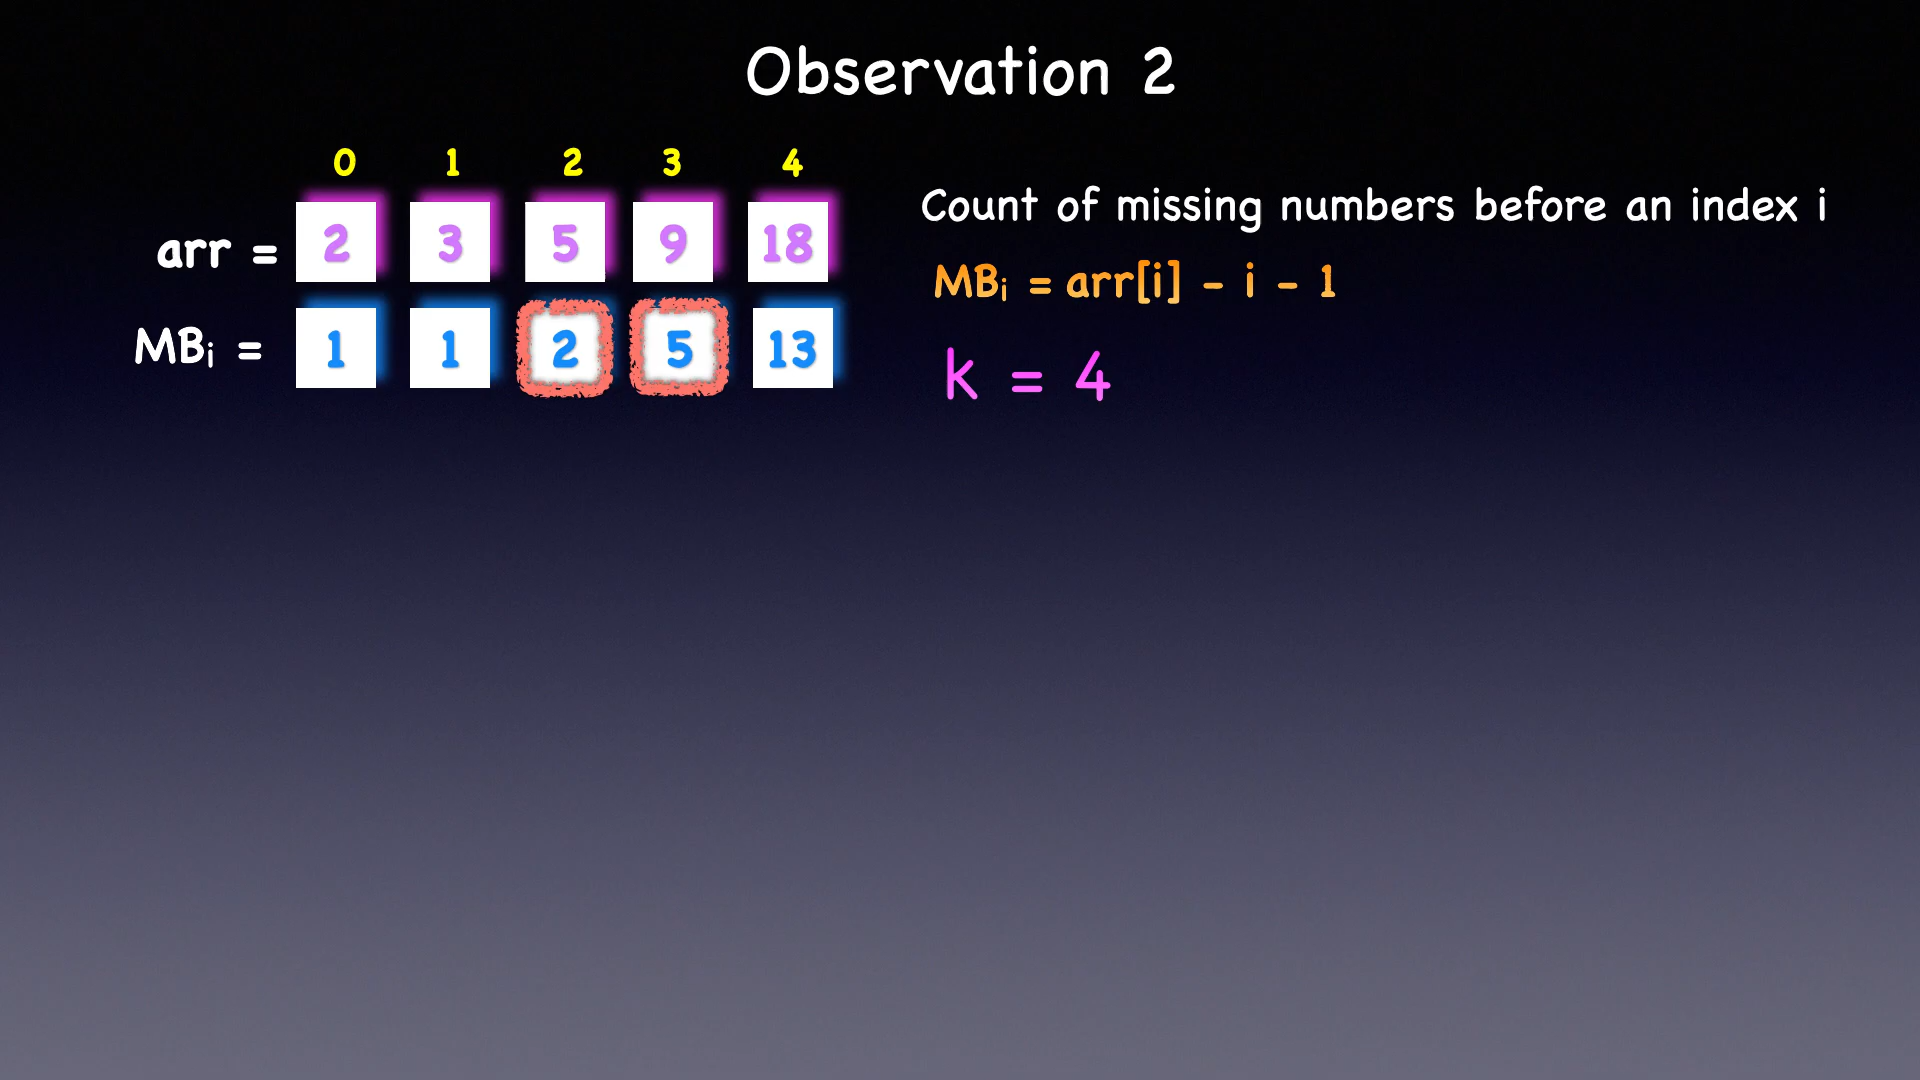 Observation 2
0 1 2 3 4
arr = 2 3 5 9 18
MBᵢ = 1 1 2 5 13
Count of missing numbers before an index i
MBᵢ = arr[i] - i - 1
k = 4